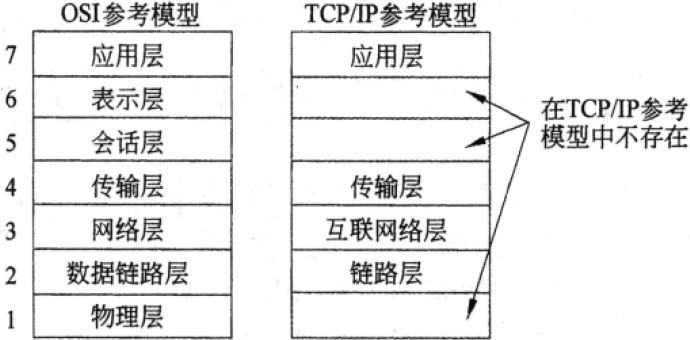 OSI参考模型 TCP/IP参考模型
7 应用层 应用层
6 表示层
5 会话层
在TCP/IP参考
模型中不存在
4 传输层 传输层
3 网络层 互联网络层
2 数据链路层 链路层
1 物理层